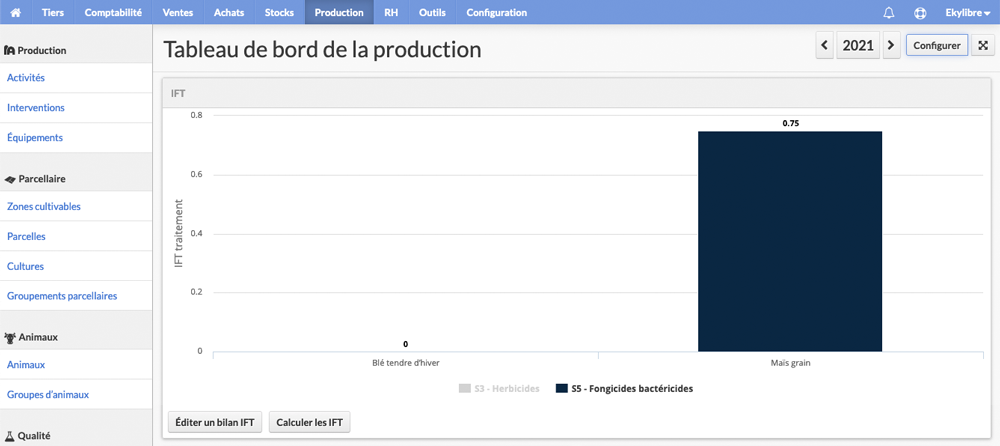 Tiers Comptabilité Ventes Achats Stocks Production RH Outils Configuration Ekylibre
Production
Activités
Interventions
Équipements
Parcellaire
Zones cultivables
Parcelles
Cultures
Groupements parcellaires
Animaux
Animaux
Groupes d'animaux
Qualité
Tableau de bord de la production
2021 Configurer
IFT
0.8
0.6
0.4
0.2
0
IFT traitement
0
0.75
Blé tendre d'hiver Maïs grain
S3 - Herbicides S5 - Fongicides bactéricides
Éditer un bilan IFT Calculer les IFT